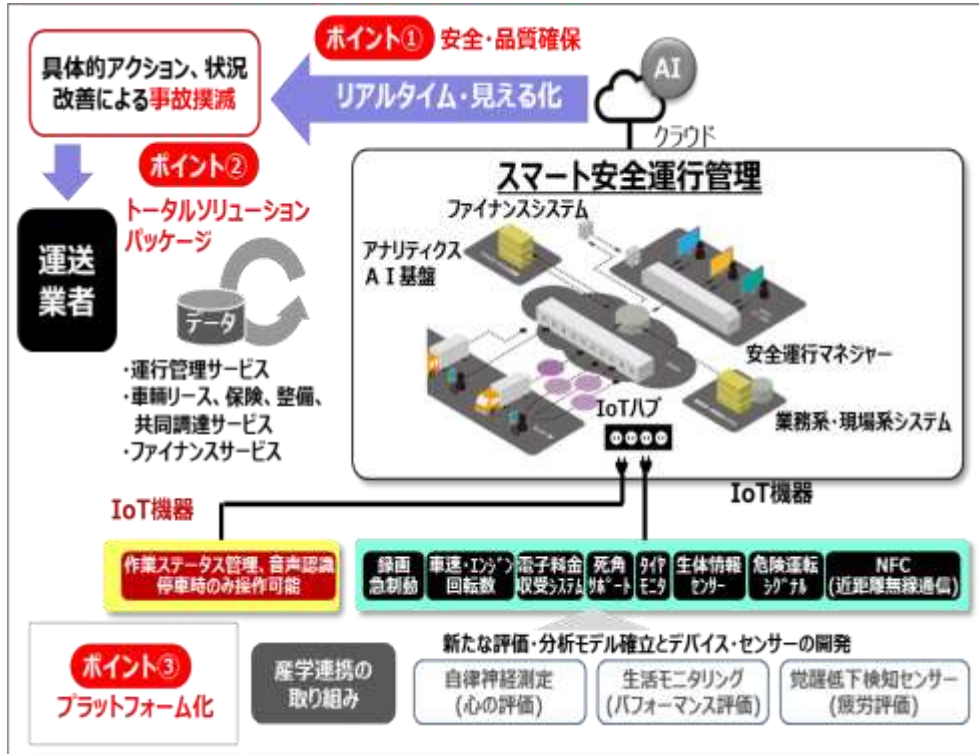 ポイント① 安全・品質確保
具体的アクション、状況
改善による事故撲滅
リアルタイム・見える化
AI
クラウド
ポイント②
トータルソリューション
パッケージ
運送
業者
データ
・運行管理サービス
・車輌リース、保険、整備、
共同調達サービス
・ファイナンスサービス
スマート安全運行管理
ファイナンスシステム
アナリティクス
ＡＩ基盤
安全運行マネジャー
IoTハブ
業務系・現場系システム
IoT機器
IoT機器
作業ステータス管理、音声認識
停車時のみ操作可能
録画
急制動
車速・エンジン
回転数
電子料金
収受システム
死角
サポート
タイヤ
モニタ
生体情報
センサー
危険運転
シグナル
NFC
(近距離無線通信)
新たな評価・分析モデル確立とデバイス・センサーの開発
ポイント③
プラットフォーム化
産学連携の
取り組み
自律神経測定
(心の評価)
生活モニタリング
(パフォーマンス評価)
覚醒低下検知センサー
(疲労評価)